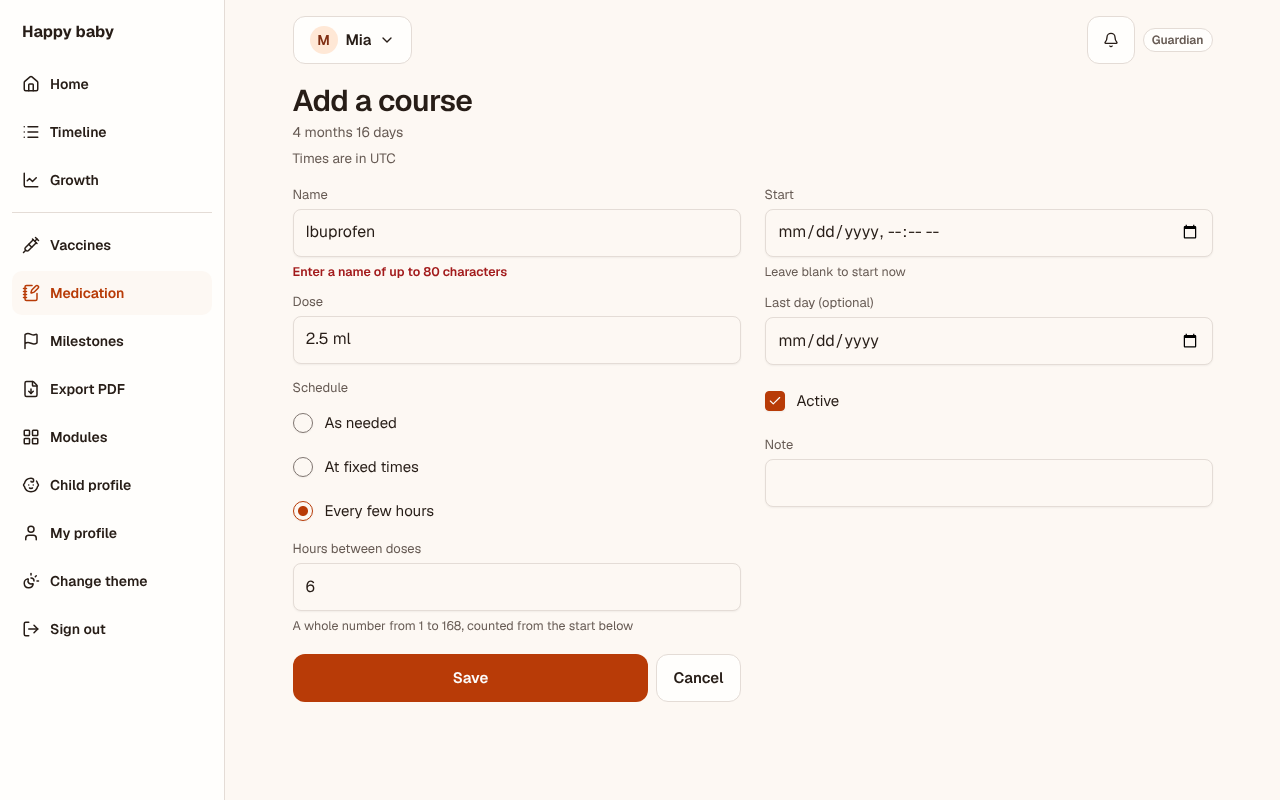 Happy baby
Home
Timeline
Growth
Vaccines
Medication
Milestones
Export PDF
Modules
Child profile
My profile
Change theme
Sign out
M Mia
Guardian
Add a course
4 months 16 days
Times are in UTC
Name
Ibuprofen
Enter a name of up to 80 characters
Dose
2.5 ml
Schedule
As needed
At fixed times
Every few hours
Hours between doses
6
A whole number from 1 to 168, counted from the start below
Save
Cancel
Start
mm/dd/yyyy, --:-- --
Leave blank to start now
Last day (optional)
mm/dd/yyyy
Active
Note